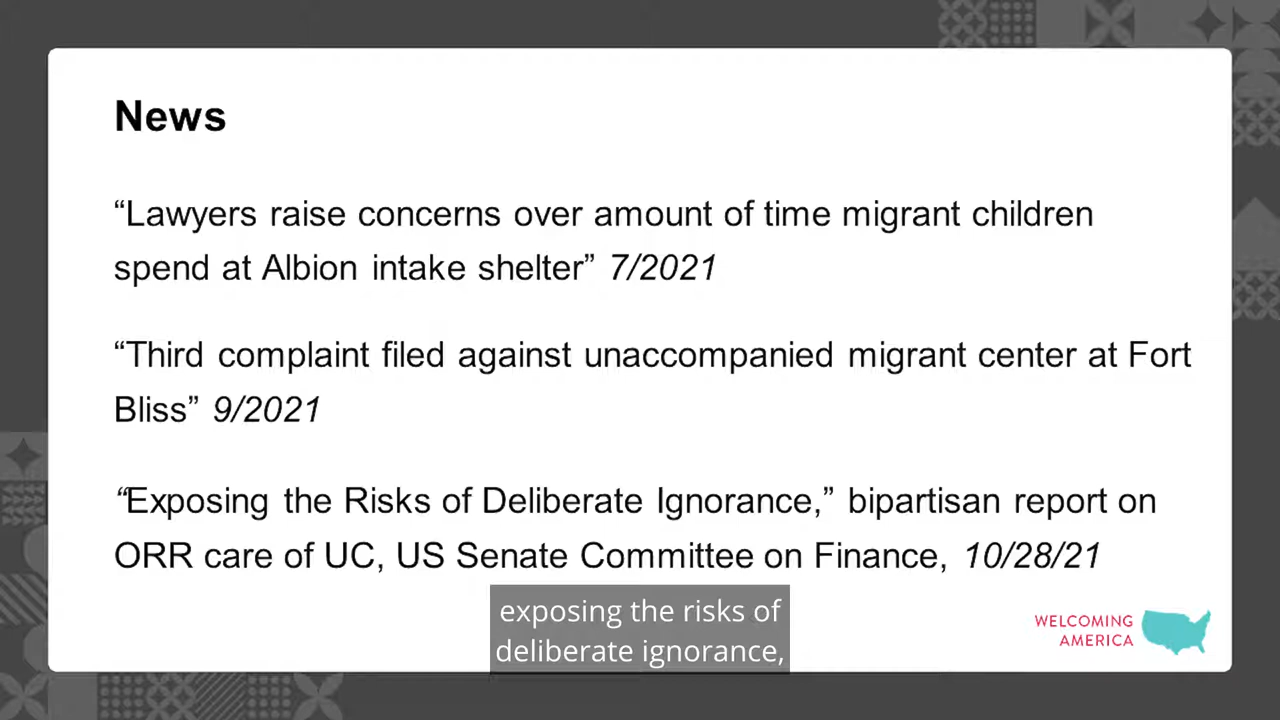 News
“Lawyers raise concerns over amount of time migrant children
spend at Albion intake shelter” 7/2021
“Third complaint filed against unaccompanied migrant center at Fort
Bliss” 9/2021
“Exposing the Risks of Deliberate Ignorance,” bipartisan report on
ORR care of UC, US Senate Committee on Finance, 10/28/21
exposing the risks of
deliberate ignorance,
WELCOMING
AMERICA